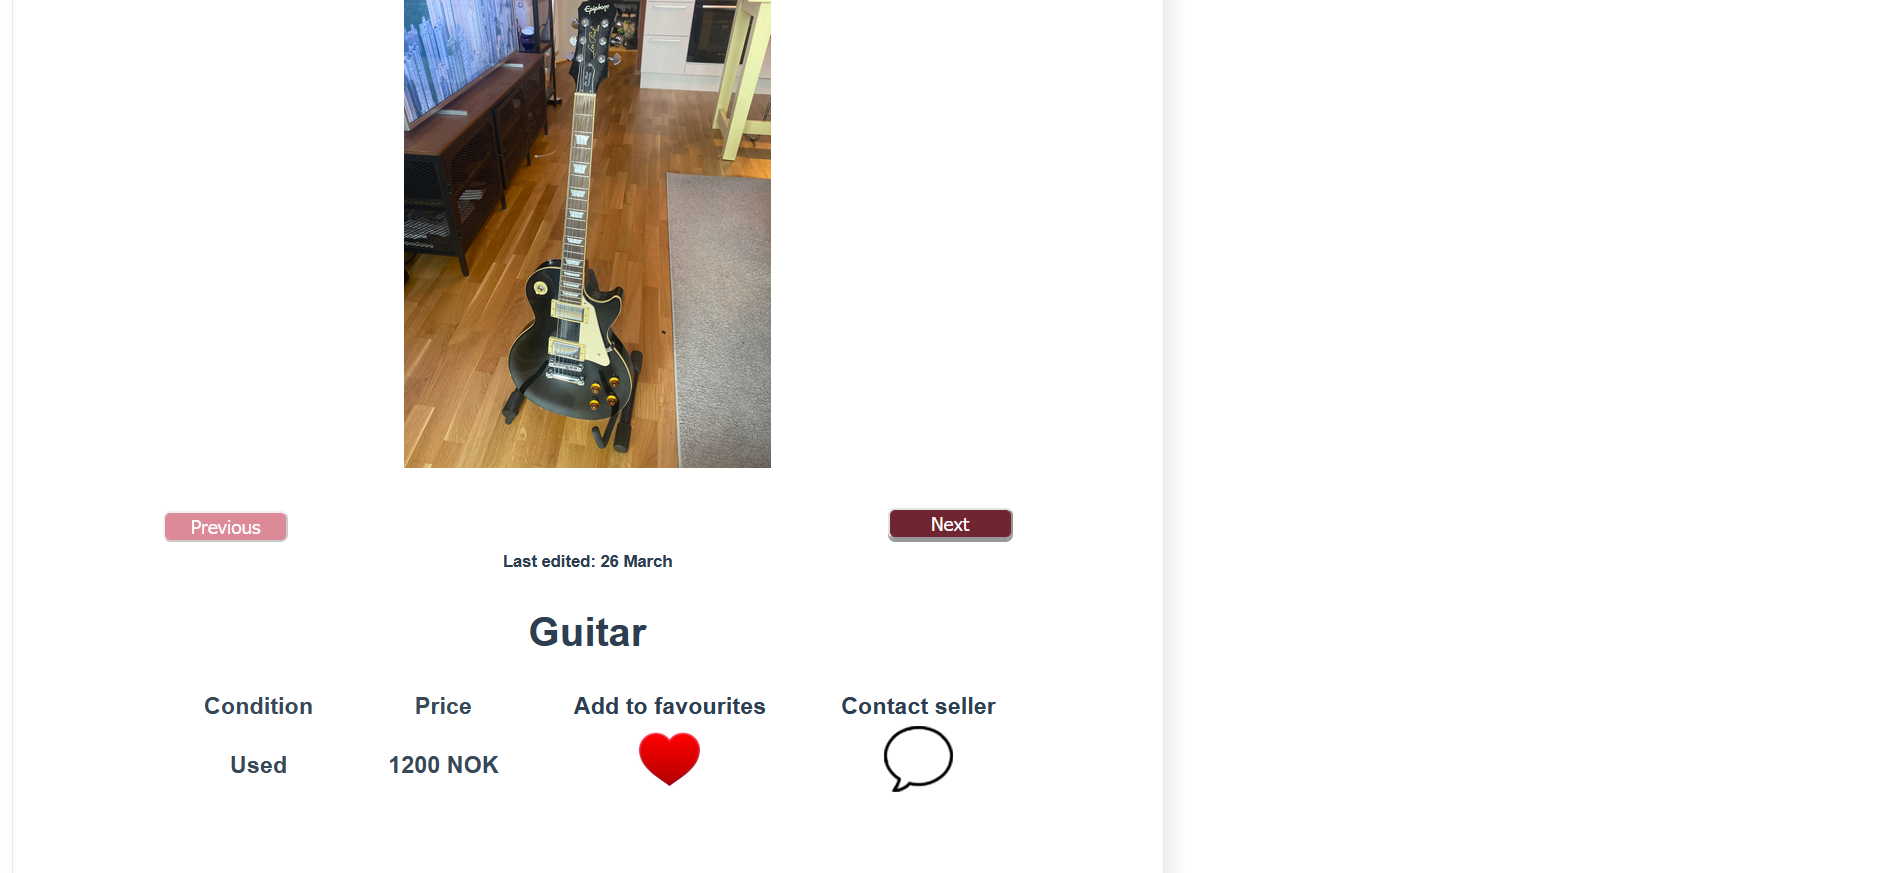 Epiphone
Previous
Next
Last edited: 26 March
Guitar
Condition Price Add to favourites Contact seller
Used 1200 NOK